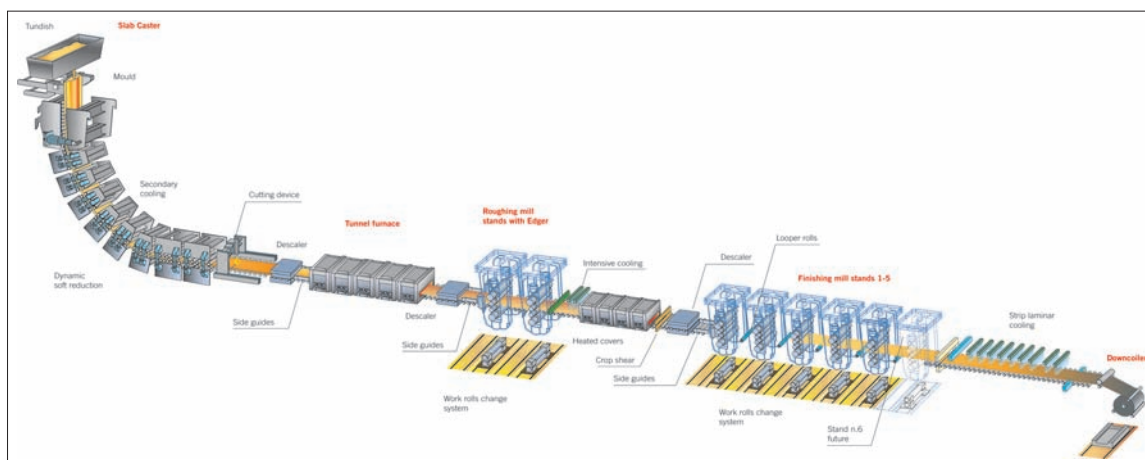 Tundish
Slab Caster
Mould
Secondary
cooling
Cutting device
Dynamic
soft reduction
Descaler
Side guides
Tunnel furnace
Descaler
Side guides
Roughing mill
stands with Edger
Work rolls change
system
Intensive cooling
Heated covers
Crop shear
Side guides
Descaler
Looper rolls
Finishing mill stands 1-5
Work rolls change
system
Stand n.6
future
Strip laminar
cooling
Downcoiler